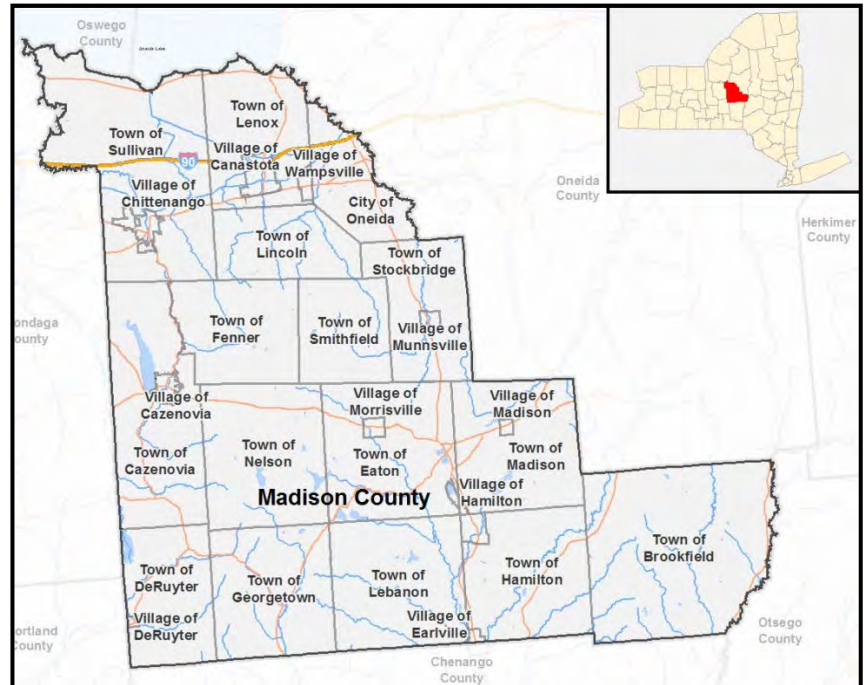 Oswego
County
Oneida Lake
Town of
Lenox
Town of
Sullivan
90
Village of
Canastota
Village of
Wampsville
Village of
Chittenango
City of
Oneida
Oneida
County
Herkimer
County
Town of
Lincoln
Town of
Stockbridge
ondaga
ounty
Town of
Fenner
Town of
Smithfield
Village of
Munnsville
Village of
Cazenovia
Village of
Morrisville
Village of
Madison
Town of
Cazenovia
Town of
Nelson
Town of
Eaton
Town of
Madison
Madison County
Village of
Hamilton
Town of
Brookfield
Town of
DeRuyter
Town of
Georgetown
Town of
Lebanon
Town of
Hamilton
Village of
DeRuyter
Village of
Earlville
ortland
County
Chenango
County
Otsego
County